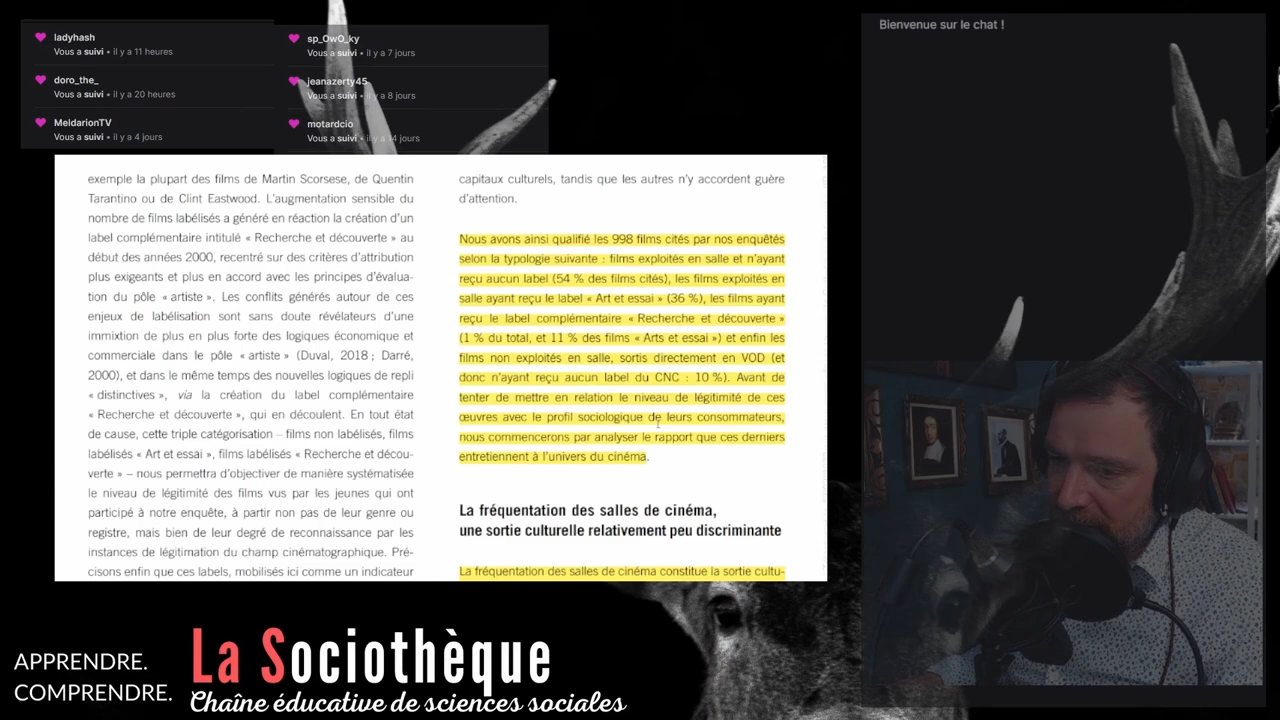 ladyhash
Vous a suivi • il y a 11 heures
doro_the_
Vous a suivi • il y a 20 heures
MeldarionTV
Vous a suivi • il y a 4 jours
sp_OwO_ky
Vous a suivi • il y a 7 jours
jeanazerty45
Vous a suivi • il y a 8 jours
motardcio
Vous a suivi • il y a 14 jours
Bienvenue sur le chat !
exemple la plupart des films de Martin Scorsese, de Quentin
Tarantino ou de Clint Eastwood. L'augmentation sensible du
nombre de films labélisés a généré en réaction la création d'un
label complémentaire intitulé « Recherche et découverte » au
début des années 2000, recentré sur des critères d'attribution
plus exigeants et plus en accord avec les principes d'évalua-
tion du pôle « artiste ». Les conflits générés autour de ces
enjeux de labélisation sont sans doute révélateurs d'une
immixtion de plus en plus forte des logiques économique et
commerciale dans le pôle « artiste » (Duval, 2018 ; Darré,
2000), et dans le même temps des nouvelles logiques de repli
« distinctives », via la création du label complémentaire
« Recherche et découverte », qui en découlent. En tout état
de cause, cette triple catégorisation – films non labélisés, films
labélisés « Art et essai », films labélisés « Recherche et décou-
verte » – nous permettra d'objectiver de manière systématisée
le niveau de légitimité des films vus par les jeunes qui ont
participé à notre enquête, à partir non pas de leur genre ou
registre, mais bien de leur degré de reconnaissance par les
instances de légitimation du champ cinématographique. Pré-
cisons enfin que ces labels, mobilisés ici comme un indicateur
capitaux culturels, tandis que les autres n'y accordent guère
d'attention.
Nous avons ainsi qualifié les 998 films cités par nos enquêtés
selon la typologie suivante : films exploités en salle et n'ayant
reçu aucun label (54 % des films cités), les films exploités en
salle ayant reçu le label « Art et essai » (36 %), les films ayant
reçu le label complémentaire « Recherche et découverte »
(1 % du total, et 11 % des films « Arts et essai ») et enfin les
films non exploités en salle, sortis directement en VOD (et
donc n'ayant reçu aucun label du CNC : 10 %). Avant de
tenter de mettre en relation le niveau de légitimité de ces
œuvres avec le profil sociologique de leurs consommateurs,
nous commencerons par analyser le rapport que ces derniers
entretiennent à l'univers du cinéma.
La fréquentation des salles de cinéma,
une sortie culturelle relativement peu discriminante
La fréquentation des salles de cinéma constitue la sortie cultu-
APPRENDRE.
COMPRENDRE.
La Sociothèque
Chaîne éducative de sciences sociales